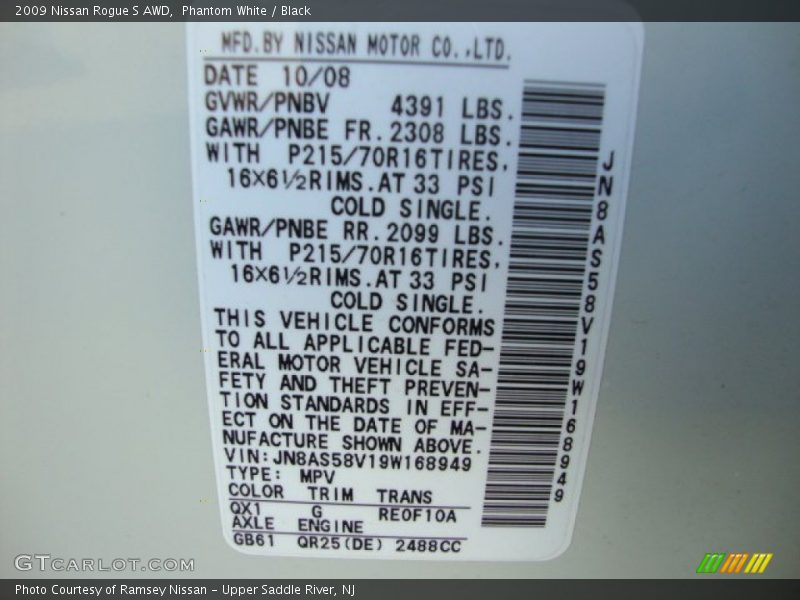 2009 Nissan Rogue S AWD, Phantom White / Black
MFD.BY NISSAN MOTOR CO.,LTD.
DATE 10/08
GVWR/PNBV 4391 LBS.
GAWR/PNBE FR. 2308 LBS.
WITH P215/70R16TIRES,
16X6½RIMS.AT 33 PSI
COLD SINGLE.
GAWR/PNBE RR. 2099 LBS.
WITH P215/70R16TIRES,
16X6½RIMS.AT 33 PSI
COLD SINGLE.
THIS VEHICLE CONFORMS
TO ALL APPLICABLE FED-
ERAL MOTOR VEHICLE SA-
FETY AND THEFT PREVEN-
TION STANDARDS IN EFF-
ECT ON THE DATE OF MA-
NUFACTURE SHOWN ABOVE.
VIN:JN8AS58V19W168949
TYPE: MPV
COLOR TRIM TRANS
QX1 G RE0F10A
AXLE ENGINE
GB61 QR25(DE) 2488CC
JN8AS58V19W168949
GTCARLOT.COM
Photo Courtesy of Ramsey Nissan - Upper Saddle River, NJ